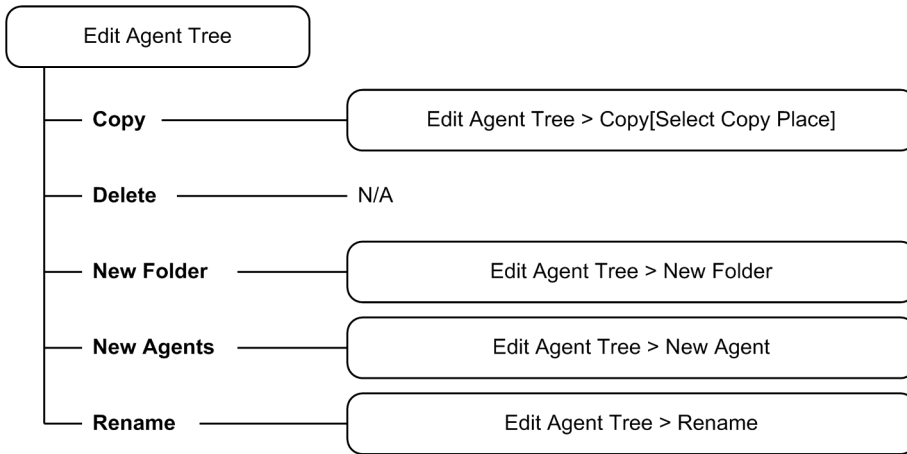 Edit Agent Tree
Copy Edit Agent Tree > Copy[Select Copy Place]
Delete N/A
New Folder Edit Agent Tree > New Folder
New Agents Edit Agent Tree > New Agent
Rename Edit Agent Tree > Rename